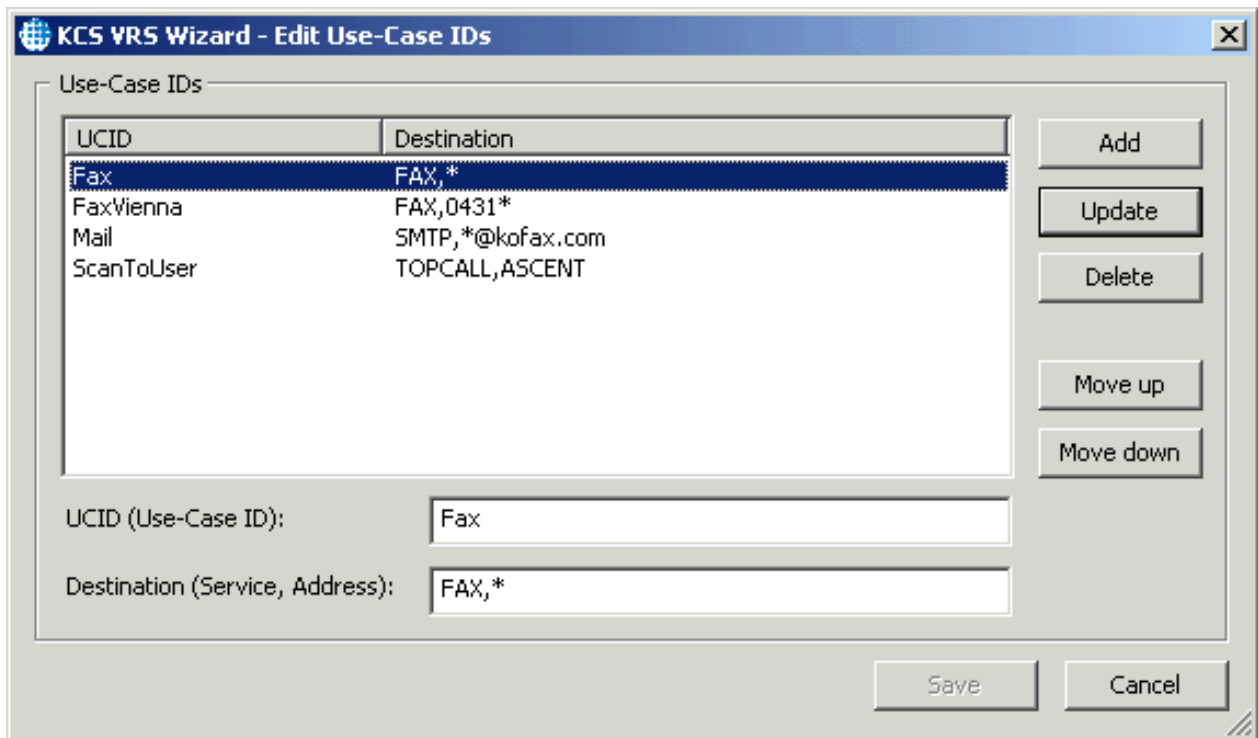 KCS VRS Wizard - Edit Use-Case IDs
Use-Case IDs
UCID Destination
Fax FAX,*
FaxVienna FAX,0431*
Mail SMTP,*@kofax.com
ScanToUser TOPCALL,ASCENT
Add
Update
Delete
Move up
Move down
UCID (Use-Case ID): Fax
Destination (Service, Address): FAX,*
Save Cancel